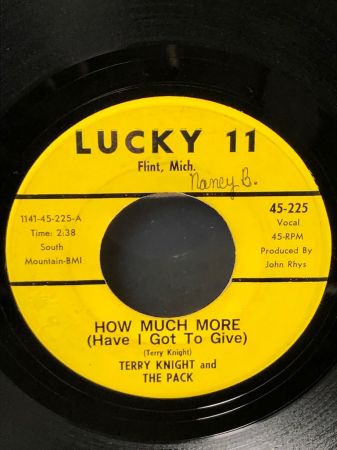 LUCKY 11
Flint, Mich.
Nancy B.
1141-45-225-A
Time: 2:38
South
Mountain-BMI
45-225
Vocal
45-RPM
Produced By
John Rhys
HOW MUCH MORE
(Have I Got To Give)
(Terry Knight)
TERRY KNIGHT and
THE PACK